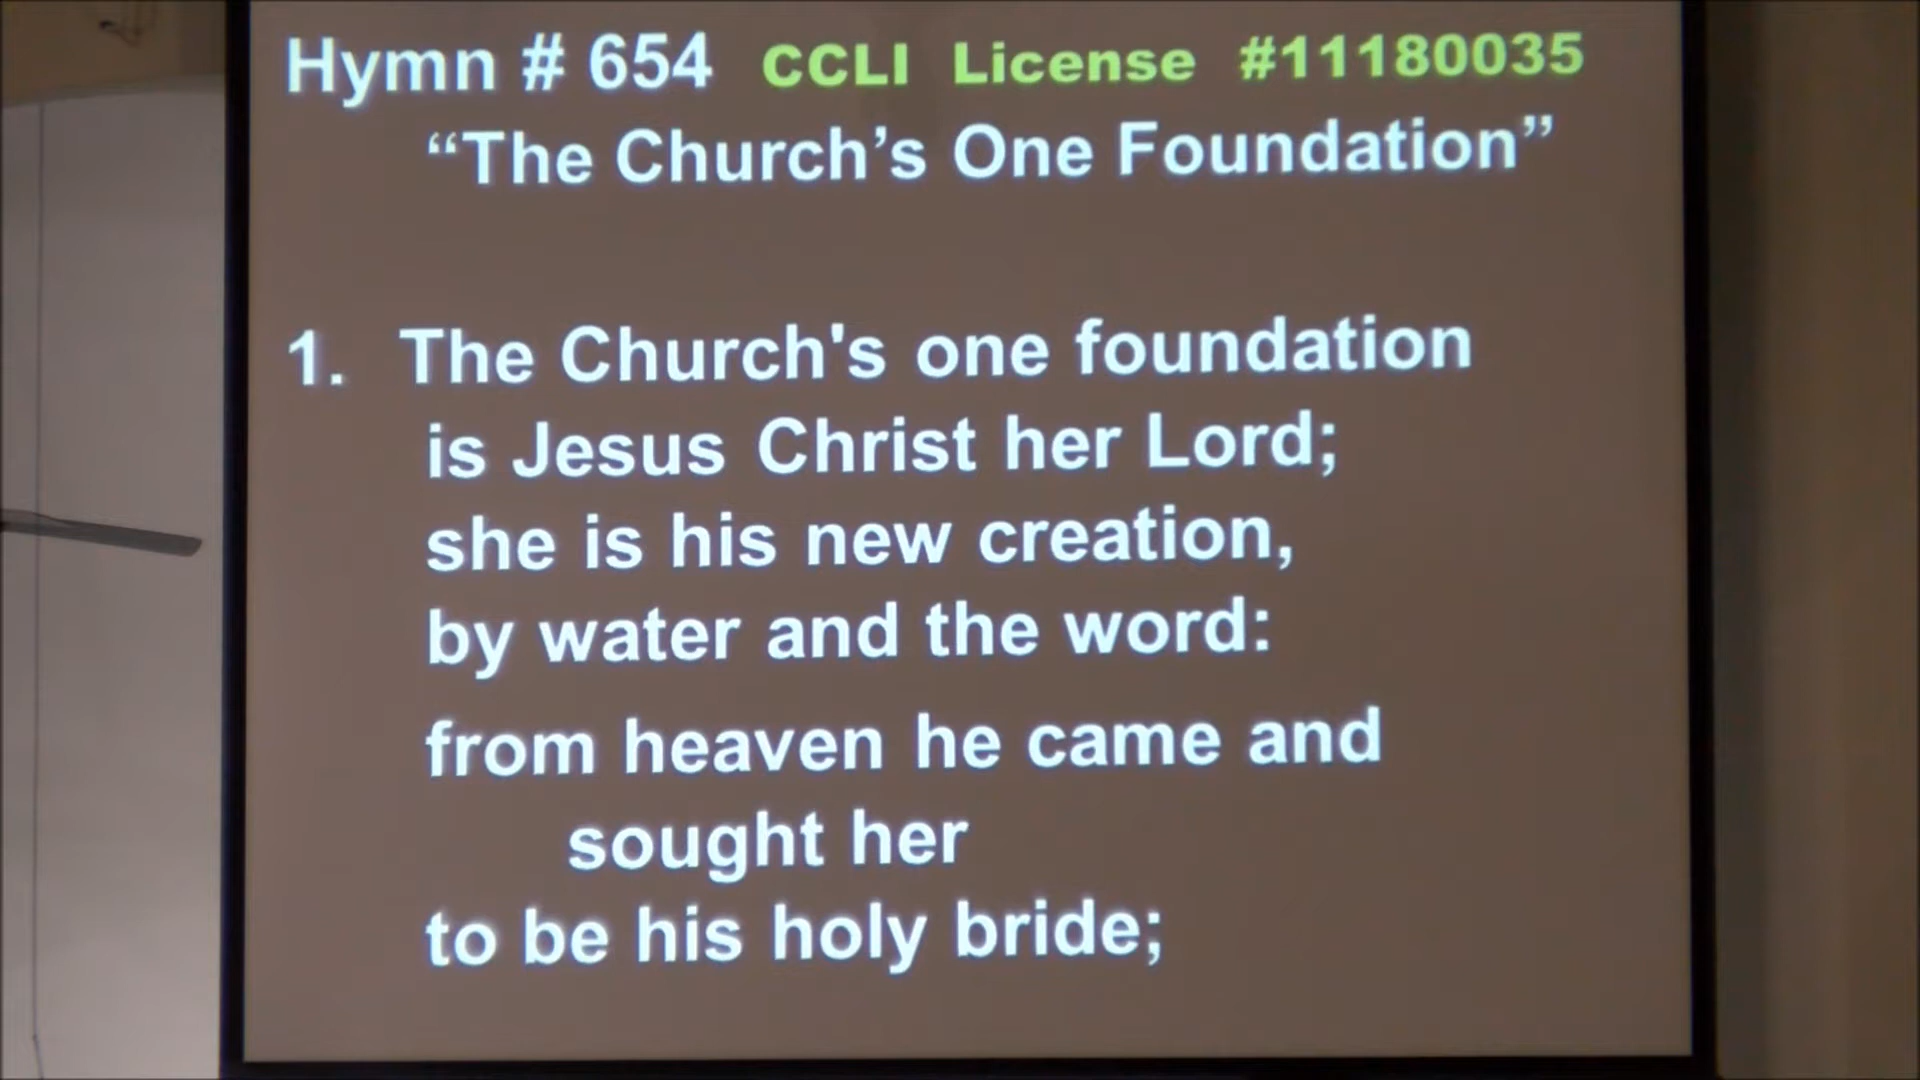 Hymn # 654 CCLI License #11180035
“The Church’s One Foundation”
1. The Church's one foundation
is Jesus Christ her Lord;
she is his new creation,
by water and the word:
from heaven he came and
sought her
to be his holy bride;